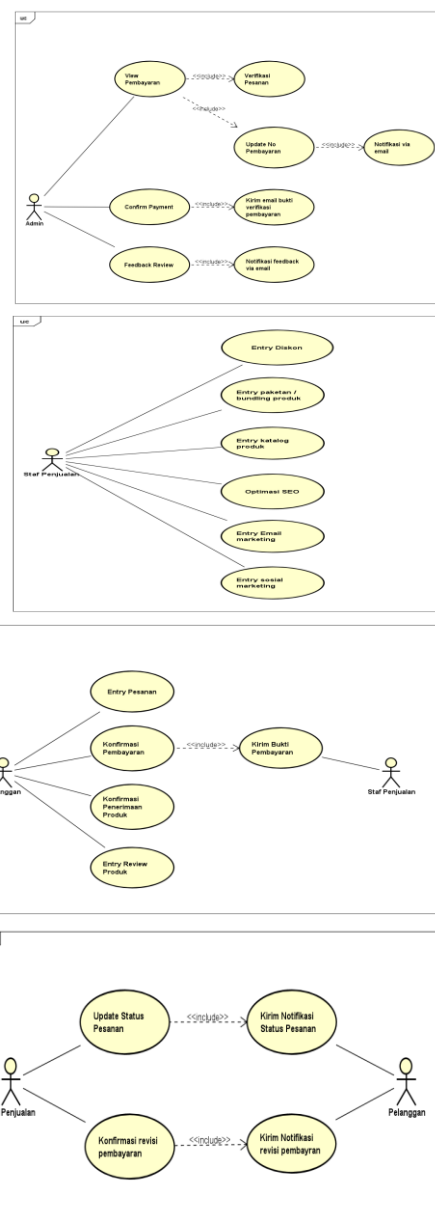 uc
View
Pembayaran
<<include>>
Verifikasi
Pesanan
<<include>>
Update No
Pembayaran
<<include>>
Notifkasi via
email
Admin
Confirm Payment
<<include>>
Kirim email bukti
verifikasi
pembayaran
Feedback Review
<<include>>
Notifkasi feedback
via email
uc
Entry Diskon
Entry paketan /
bundling produk
Entry katalog
produk
Staf Penjualan
Optimasi SEO
Entry Email
marketing
Entry sosial
marketing
Entry Pesanan
Konfirmasi
Pembayaran
<<include>>
Kirim Bukti
Pembayaran
nggan
Staf Penjualan
Konfirmasi
Penerimaan
Produk
Entry Review
Produk
Update Status
Pesanan
<<include>>
Kirim Notifikasi
Status Pesanan
Penjualan
Pelanggan
Konfirmasi revisi
pembayaran
<<include>>
Kirim Notifikasi
revisi pembayran